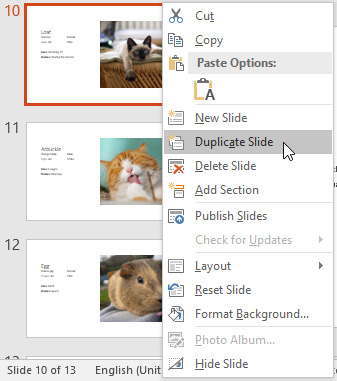 10
Loaf
11
Arbuckle
12
Egg
Cut
Copy
Paste Options:
New Slide
Duplicate Slide
Delete Slide
Add Section
Publish Slides
Check for Updates
Layout
Reset Slide
Format Background...
Photo Album...
Hide Slide
Slide 10 of 13
English (Unit